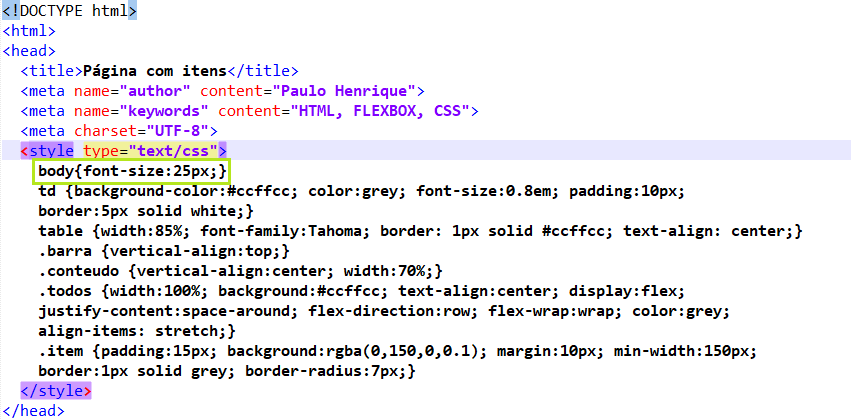 <!DOCTYPE html>
<html>
<head>
<title>Página com itens</title>
<meta name="author" content="Paulo Henrique">
<meta name="keywords" content="HTML, FLEXBOX, CSS">
<meta charset="UTF-8">
<style type="text/css">
body{font-size:25px;}
td {background-color:#ccffcc; color:grey; font-size:0.8em; padding:10px;
border:5px solid white;}
table {width:85%; font-family:Tahoma; border: 1px solid #ccffcc; text-align: center;}
.barra {vertical-align:top;}
.conteudo {vertical-align:center; width:70%;}
.todos {width:100%; background:#ccffcc; text-align:center; display:flex;
justify-content:space-around; flex-direction:row; flex-wrap:wrap; color:grey;
align-items: stretch;}
.item {padding:15px; background:rgba(0,150,0,0.1); margin:10px; min-width:150px;
border:1px solid grey; border-radius:7px;}
</style>
</head>